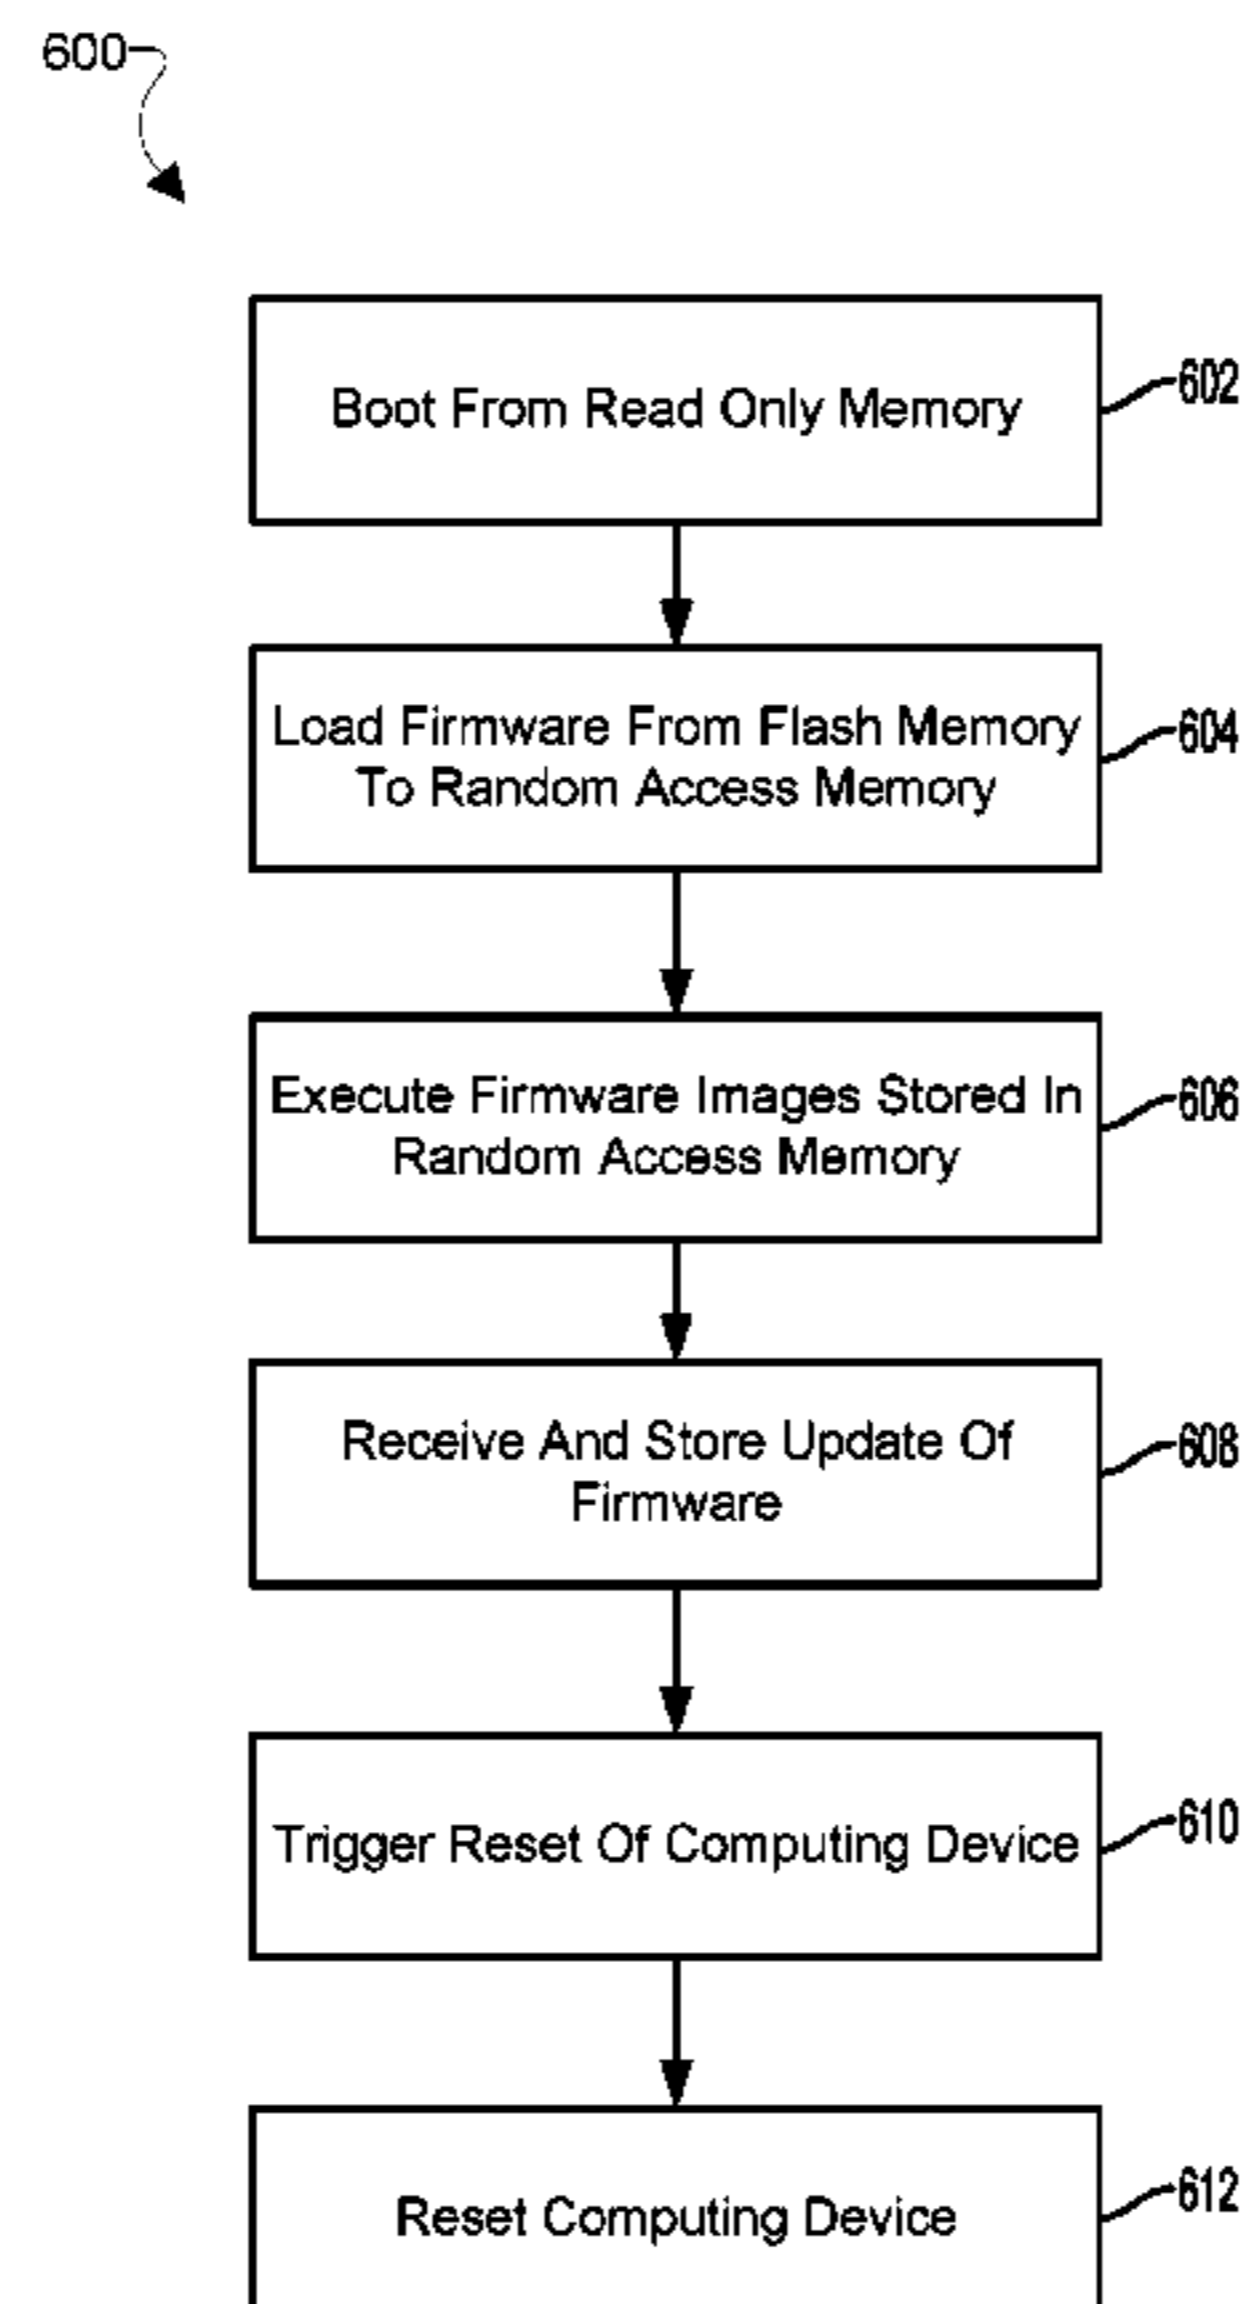 600
Boot From Read Only Memory
602
Load Firmware From Flash Memory
To Random Access Memory
604
Execute Firmware Images Stored In
Random Access Memory
606
Receive And Store Update Of
Firmware
608
Trigger Reset Of Computing Device
610
Reset Computing Device
612